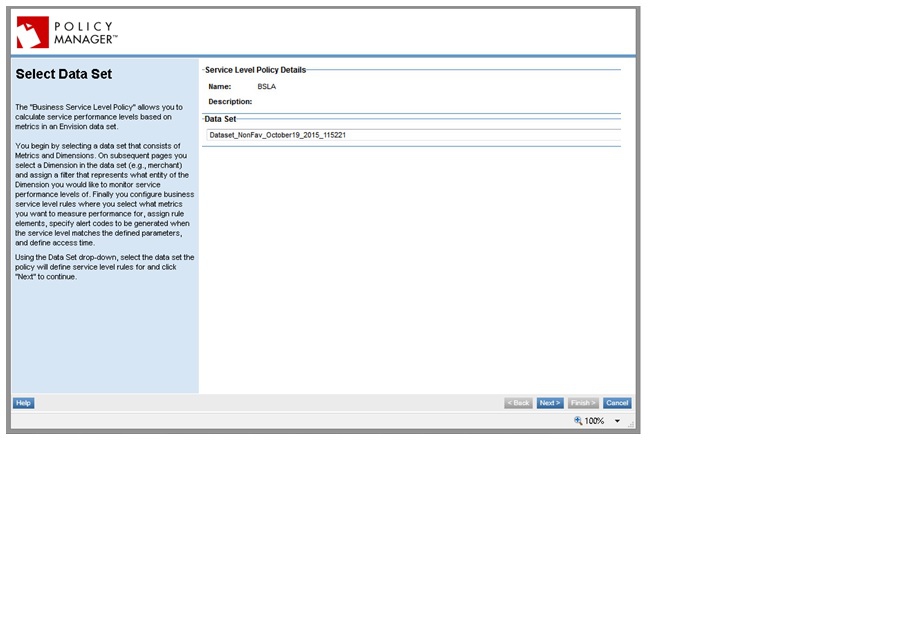 POLICY
MANAGER™
Select Data Set
The "Business Service Level Policy" allows you to
calculate service performance levels based on
metrics in an Envision data set.
You begin by selecting a data set that consists of
Metrics and Dimensions. On subsequent pages you
select a Dimension in the data set (e.g., merchant)
and assign a filter that represents what entity of the
Dimension you would like to monitor service
performance levels of. Finally you configure business
service level rules where you select what metrics
you want to measure performance for, assign rule
elements, specify alert codes to be generated when
the service level matches the defined parameters,
and define access time.
Using the Data Set drop-down, select the data set the
policy will define service level rules for and click
"Next" to continue.
Service Level Policy Details
Name: BSLA
Description:
Data Set
Dataset_NonFav_October19_2015_115221
Help < Back Next > Finish > Cancel
100%